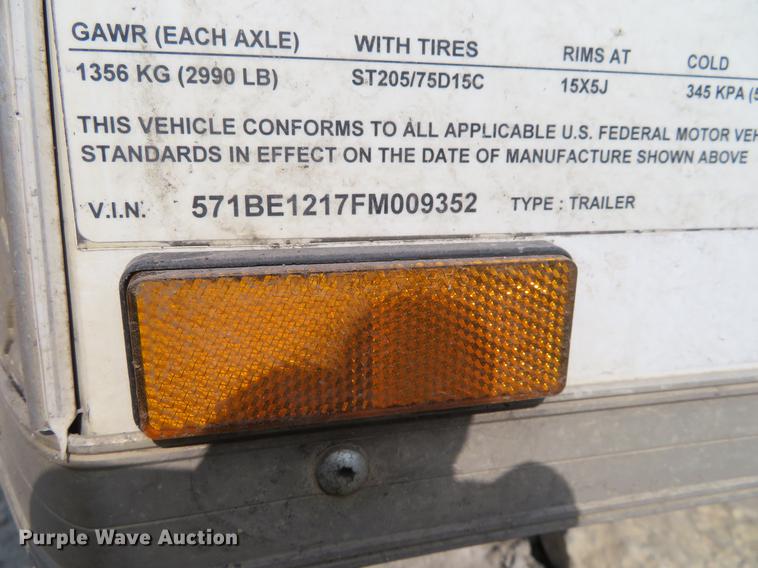 GAWR (EACH AXLE) WITH TIRES RIMS AT COLD
1356 KG (2990 LB) ST205/75D15C 15X5J 345 KPA (5
THIS VEHICLE CONFORMS TO ALL APPLICABLE U.S. FEDERAL MOTOR VEH
STANDARDS IN EFFECT ON THE DATE OF MANUFACTURE SHOWN ABOVE
V.I.N. 571BE1217FM009352 TYPE : TRAILER
Purple Wave Auction®